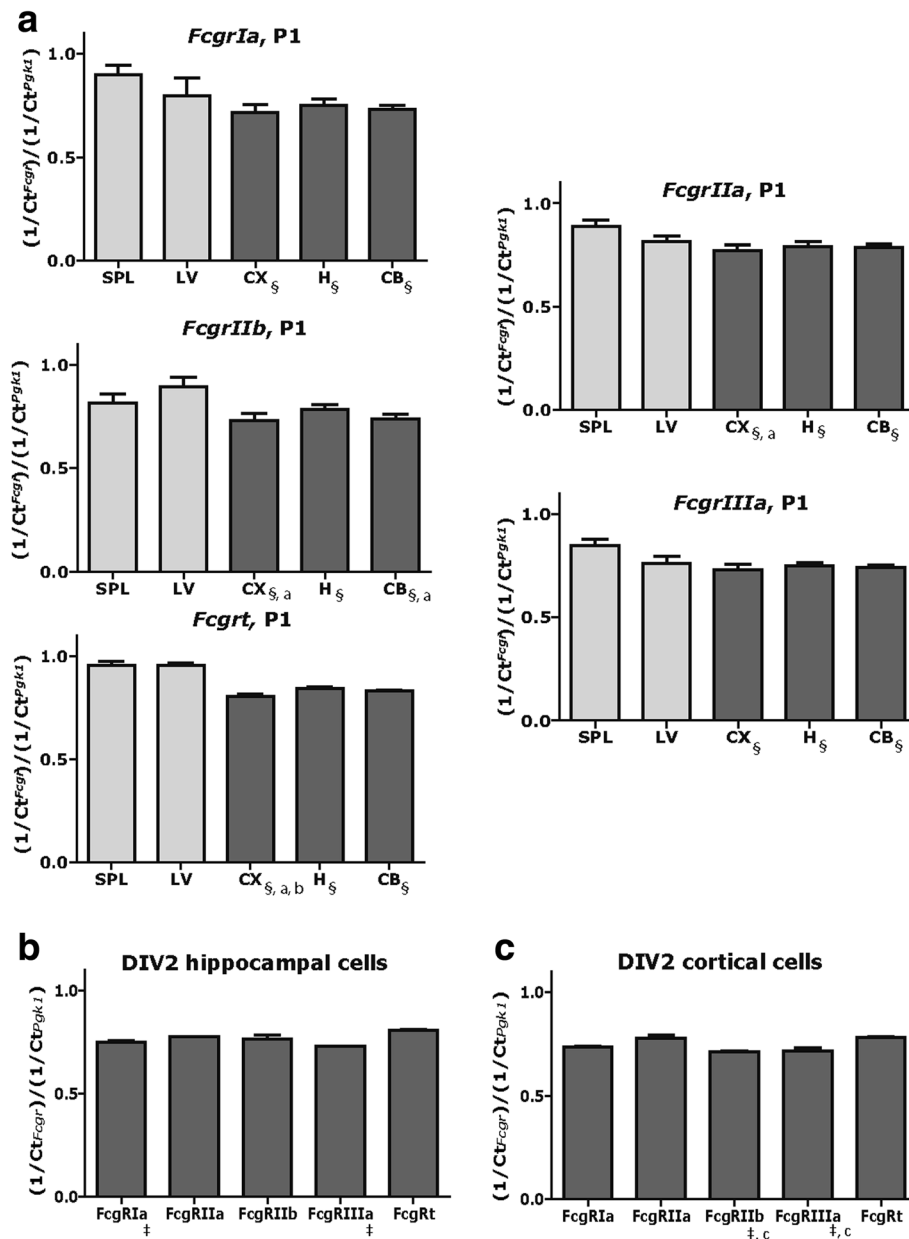 a
FcgrIa, P1
(1/Ct^Fcgr)/(1/Ct^Pgk1)
1.0
0.5
0.0
SPL LV CX§ H§ CB§
FcgrIIa, P1
(1/Ct^Fcgr)/(1/Ct^Pgk1)
1.0
0.5
0.0
SPL LV CX§, a H§ CB§
FcgrIIb, P1
(1/Ct^Fcgr)/(1/Ct^Pgk1)
1.0
0.5
0.0
SPL LV CX§, a H§ CB§, a
FcgrIIIa, P1
(1/Ct^Fcgr)/(1/Ct^Pgk1)
1.0
0.5
0.0
SPL LV CX§ H§ CB§
Fcgrt, P1
(1/Ct^Fcgr)/(1/Ct^Pgk1)
1.0
0.5
0.0
SPL LV CX§, a, b H§ CB§
b
DIV2 hippocampal cells
(1/CtFcgr)/(1/CtPgk1)
1.0
0.5
0.0
FcgRIa FcgRIIa FcgRIIb FcgRIIIa FcgRt
‡ ‡
c
DIV2 cortical cells
(1/CtFcgr)/(1/CtPgk1)
1.0
0.5
0.0
FcgRIa FcgRIIa FcgRIIb FcgRIIIa FcgRt
‡, c ‡, c